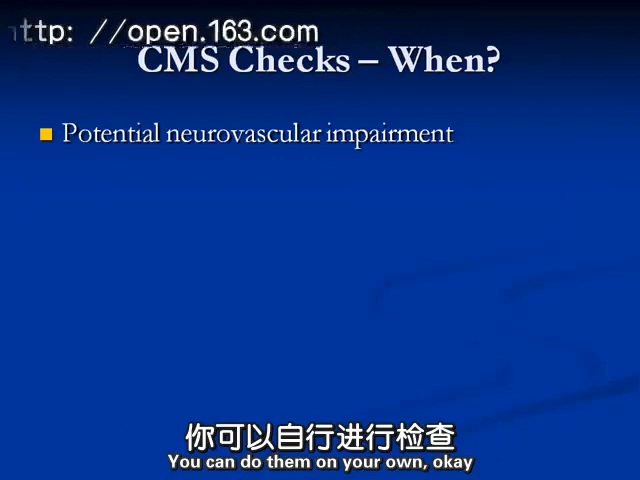 http: //open.163.com
CMS Checks – When?
Potential neurovascular impairment
你可以自行进行检查
You can do them on your own, okay